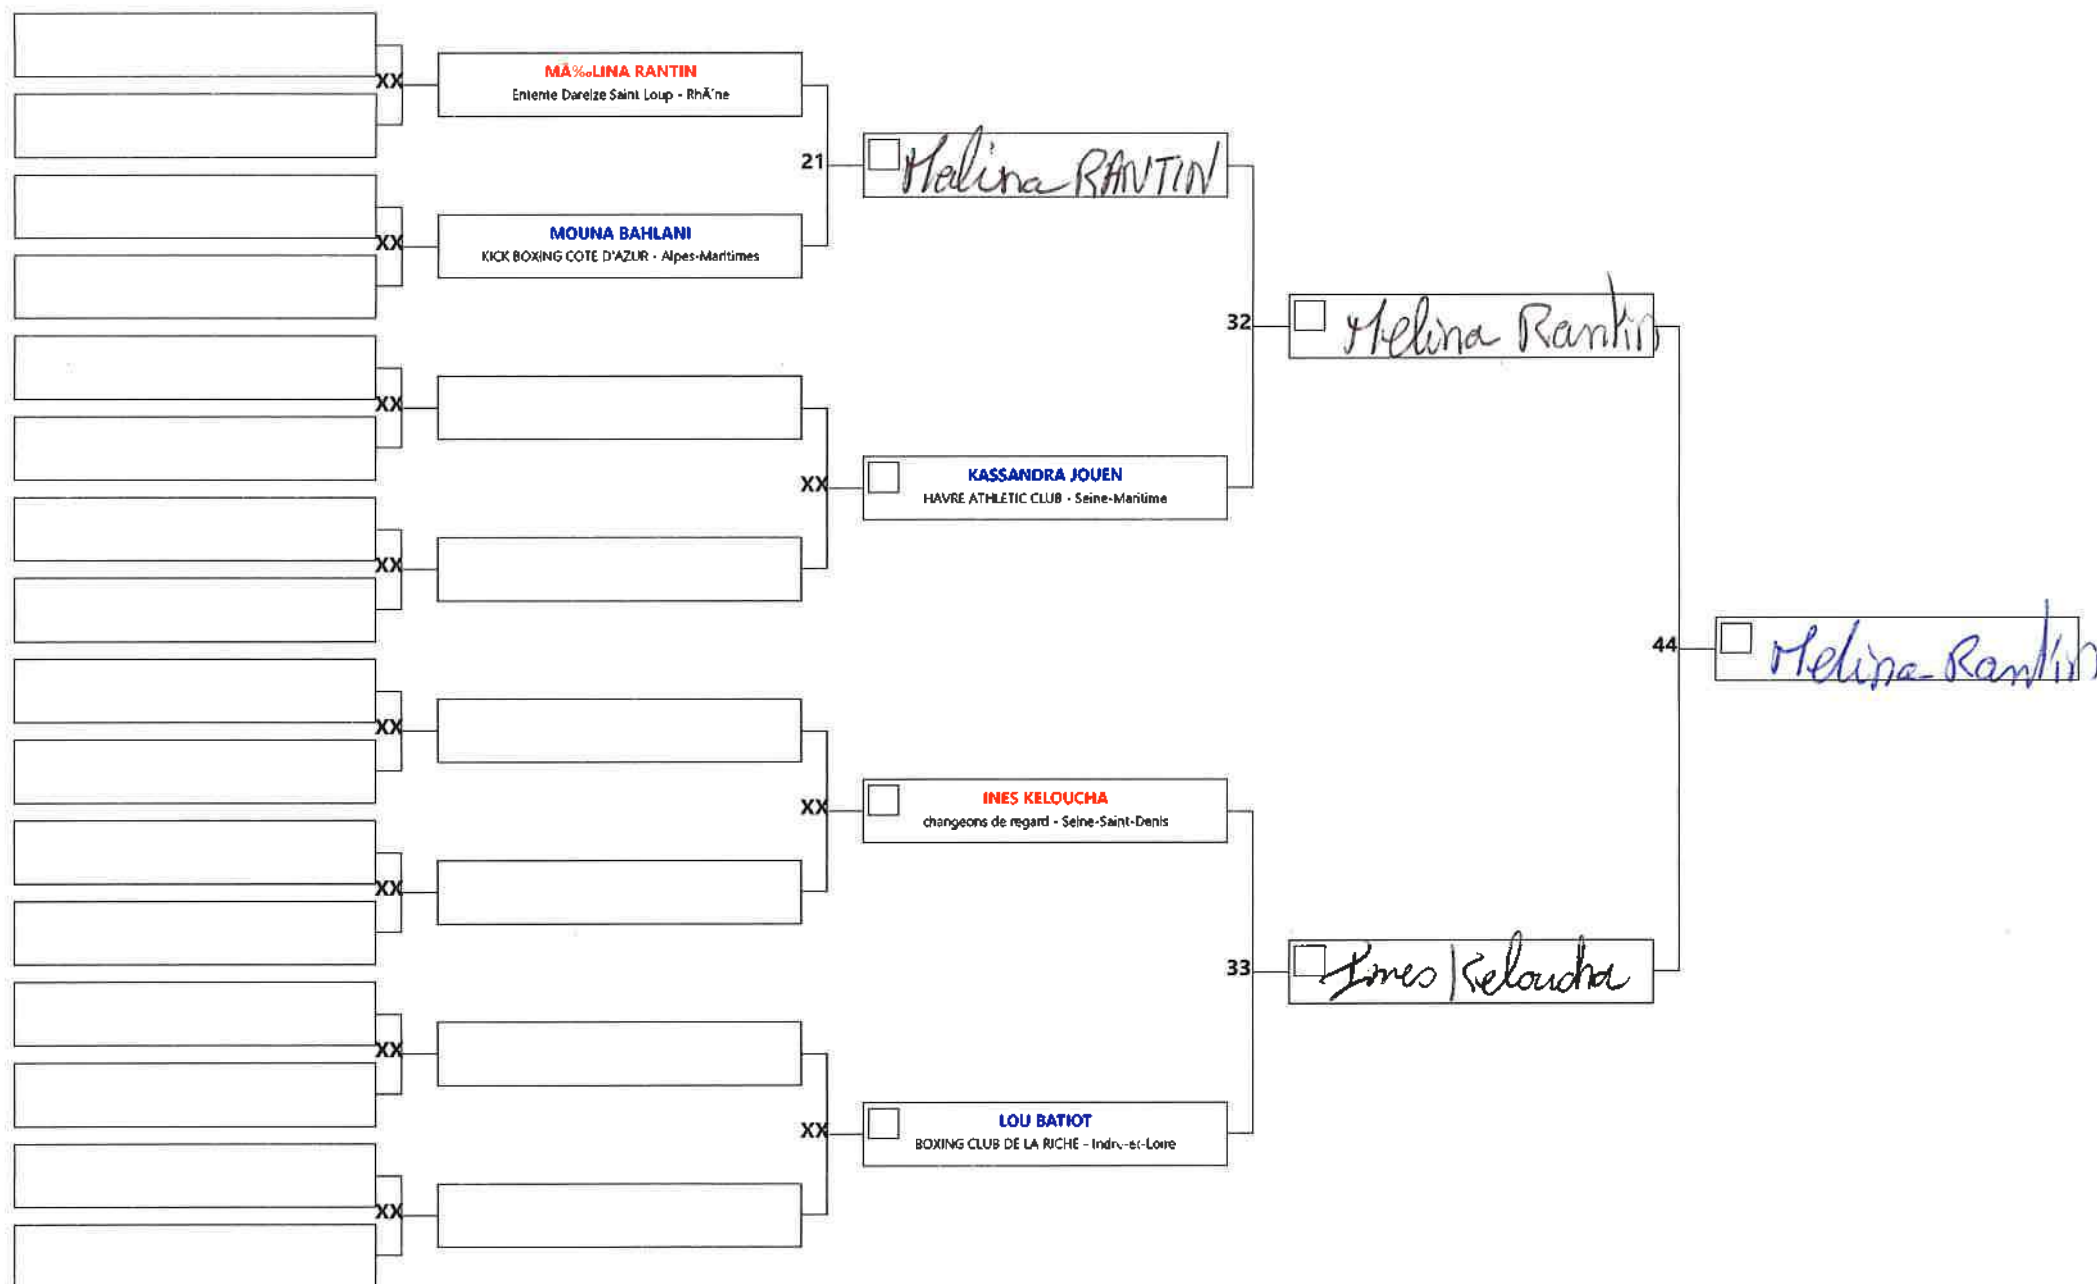 XX
MÃ‰LINA RANTIN
Entente Dareize Saint Loup - RhÃ´ne
21
Melina RANTIN
XX
MOUNA BAHLANI
KICK BOXING COTE D'AZUR - Alpes-Maritimes
32
Melina Rantin
XX
XX
KASSANDRA JOUEN
HAVRE ATHLETIC CLUB - Seine-Maritime
XX
44
Melina Rantin
XX
XX
INES KELOUCHA
changeons de regard - Seine-Saint-Denis
XX
33
Ines Keloucha
XX
XX
LOU BATIOT
BOXING CLUB DE LA RICHE - Indre-et-Loire
XX